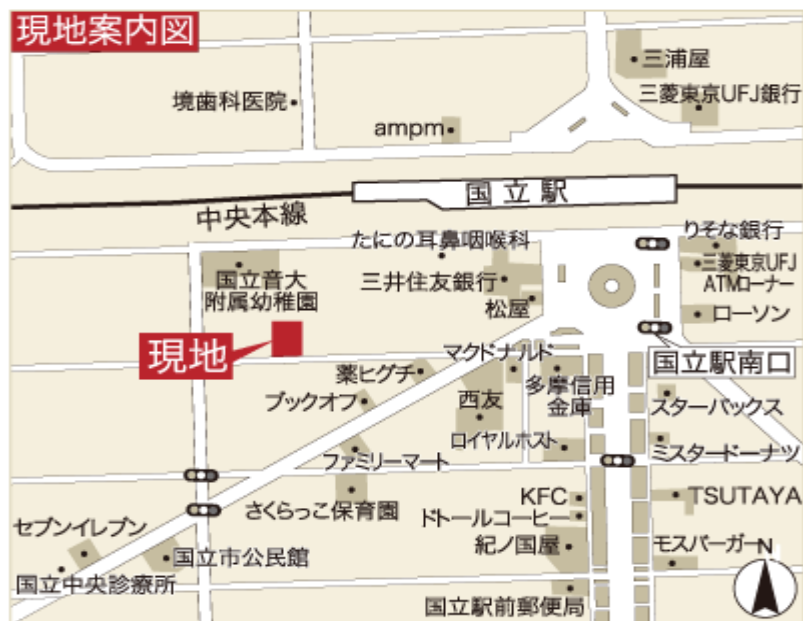 現地案内図
三浦屋
境歯科医院
三菱東京UFJ銀行
ampm
国立駅
中央本線
たにの耳鼻咽喉科
りそな銀行
国立音大
附属幼稚園
三井住友銀行
三菱東京UFJ
ATMコーナー
松屋
ローソン
現地
マクドナルド
国立駅南口
薬ヒグチ
多摩信用
金庫
ブックオフ
西友
スターバックス
ロイヤルホスト
ミスタードーナツ
ファミリーマート
さくらっこ保育園
KFC
TSUTAYA
ドトールコーヒー
セブンイレブン
国立市公民館
紀ノ国屋
モスバーガー
N
国立中央診療所
国立駅前郵便局